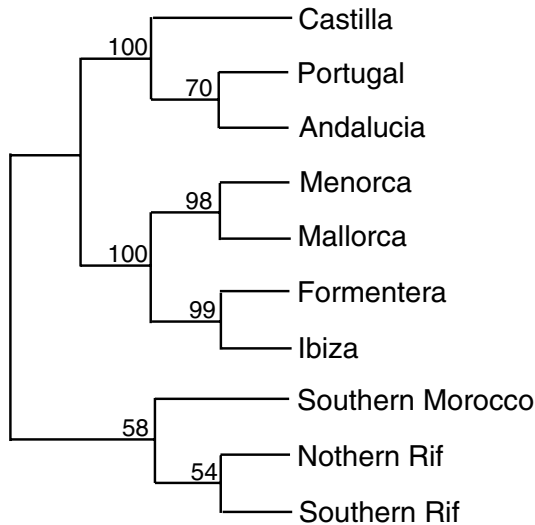 Castilla
100
Portugal
70
Andalucia
Menorca
98
Mallorca
100
Formentera
99
Ibiza
Southern Morocco
58
Nothern Rif
54
Southern Rif